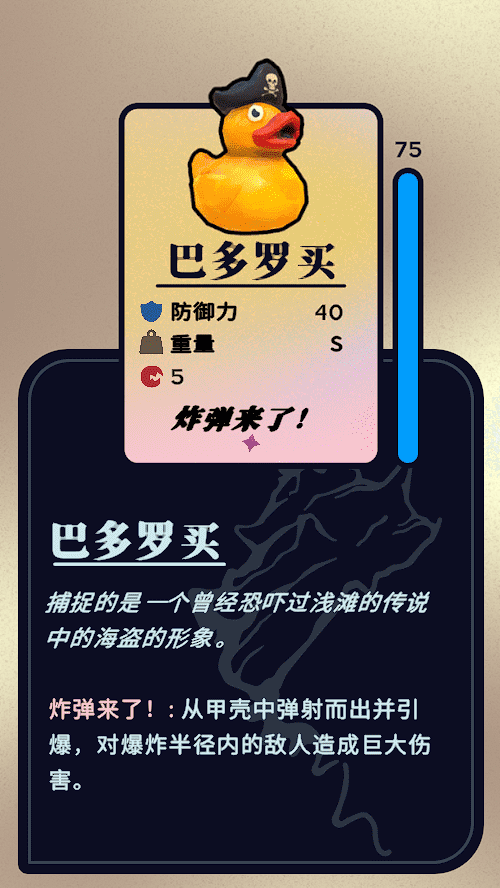 75
巴多罗买
防御力 40
重量 S
5
炸弹来了！
巴多罗买
捕捉的是一个曾经恐吓过浅滩的传说
中的海盗的形象。
炸弹来了！: 从甲壳中弹射而出并引
爆，对爆炸半径内的敌人造成巨大伤
害。